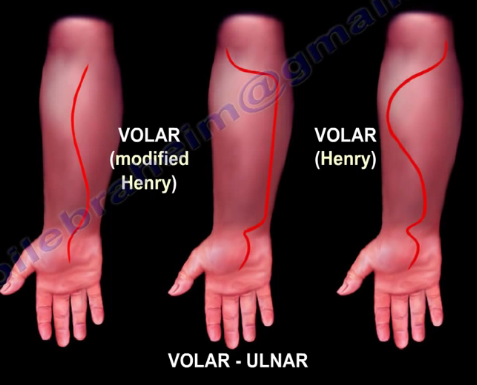 VOLAR
(modified
Henry)
VOLAR
(Henry)
VOLAR - ULNAR